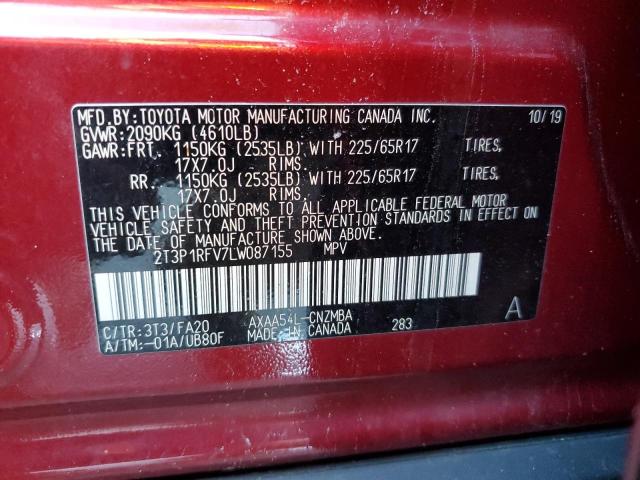 MFD.BY:TOYOTA MOTOR MANUFACTURING CANADA INC. 10/19
GVWR:2090KG (4610LB)
GAWR:FRT. 1150KG (2535LB) WITH 225/65R17 TIRES,
17X7.0J RIMS.
RR. 1150KG (2535LB) WITH 225/65R17 TIRES,
17X7.0J RIMS.
THIS VEHICLE CONFORMS TO ALL APPLICABLE FEDERAL MOTOR
VEHICLE SAFETY AND THEFT PREVENTION STANDARDS IN EFFECT ON
THE DATE OF MANUFACTURE SHOWN ABOVE.
2T3P1RFV7LW087155 MPV
C/TR:3T3/FA20 AXAA54L-CNZMBA A
A/TM:-01A/UB80F MADE IN CANADA 283